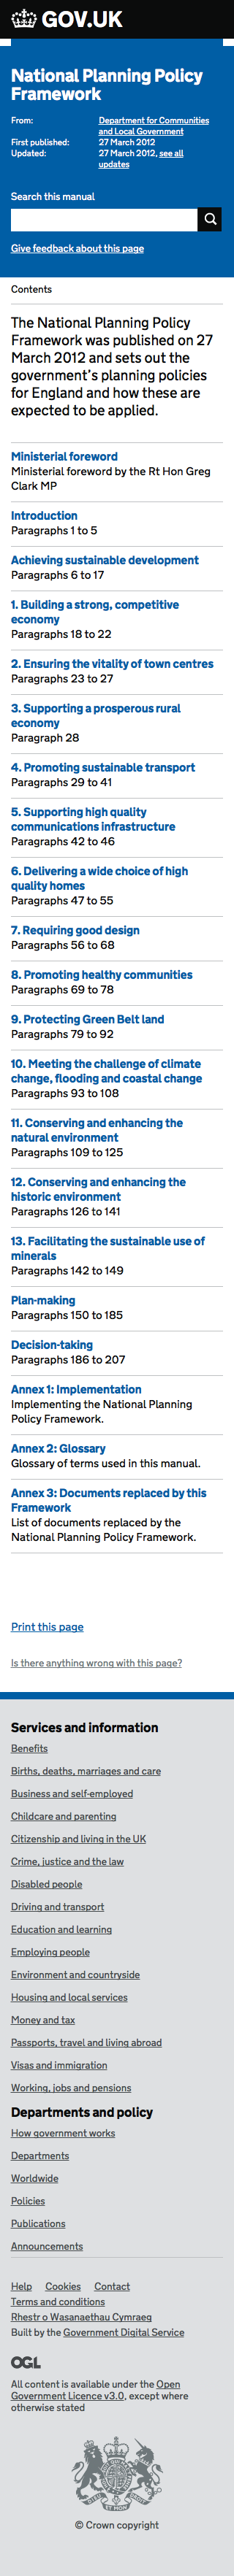 GOV.UK
National Planning Policy
Framework
From: Department for Communities
and Local Government
First published: 27 March 2012
Updated: 27 March 2012, see all
updates
Search this manual
Give feedback about this page
Contents
The National Planning Policy
Framework was published on 27
March 2012 and sets out the
government's planning policies
for England and how these are
expected to be applied.
Ministerial foreword
Ministerial foreword by the Rt Hon Greg
Clark MP
Introduction
Paragraphs 1 to 5
Achieving sustainable development
Paragraphs 6 to 17
1. Building a strong, competitive
economy
Paragraphs 18 to 22
2. Ensuring the vitality of town centres
Paragraphs 23 to 27
3. Supporting a prosperous rural
economy
Paragraph 28
4. Promoting sustainable transport
Paragraphs 29 to 41
5. Supporting high quality
communications infrastructure
Paragraphs 42 to 46
6. Delivering a wide choice of high
quality homes
Paragraphs 47 to 55
7. Requiring good design
Paragraphs 56 to 68
8. Promoting healthy communities
Paragraphs 69 to 78
9. Protecting Green Belt land
Paragraphs 79 to 92
10. Meeting the challenge of climate
change, flooding and coastal change
Paragraphs 93 to 108
11. Conserving and enhancing the
natural environment
Paragraphs 109 to 125
12. Conserving and enhancing the
historic environment
Paragraphs 126 to 141
13. Facilitating the sustainable use of
minerals
Paragraphs 142 to 149
Plan-making
Paragraphs 150 to 185
Decision-taking
Paragraphs 186 to 207
Annex 1: Implementation
Implementing the National Planning
Policy Framework.
Annex 2: Glossary
Glossary of terms used in this manual.
Annex 3: Documents replaced by this
Framework
List of documents replaced by the
National Planning Policy Framework.
Print this page
Is there anything wrong with this page?
Services and information
Benefits
Births, deaths, marriages and care
Business and self-employed
Childcare and parenting
Citizenship and living in the UK
Crime, justice and the law
Disabled people
Driving and transport
Education and learning
Employing people
Environment and countryside
Housing and local services
Money and tax
Passports, travel and living abroad
Visas and immigration
Working, jobs and pensions
Departments and policy
How government works
Departments
Worldwide
Policies
Publications
Announcements
Help Cookies Contact
Terms and conditions
Rhestr o Wasanaethau Cymraeg
Built by the Government Digital Service
OGL
All content is available under the Open
Government Licence v3.0, except where
otherwise stated
© Crown copyright